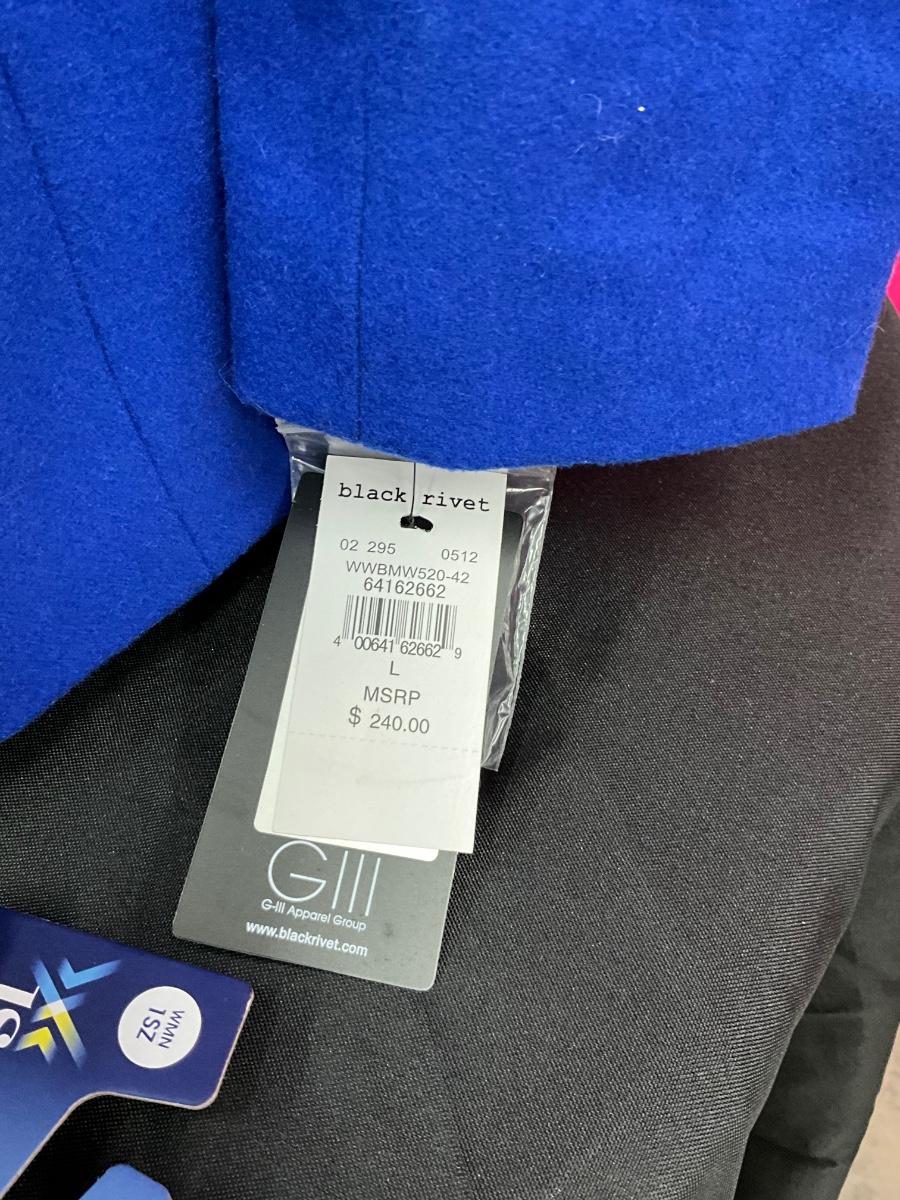 black rivet
02 295 0512
WWBMW520-42
64162662
4 00641 62662 9
L
MSRP
$ 240.00
GIII
G-III Apparel Group
www.blackrivet.com
WMN
1SZ